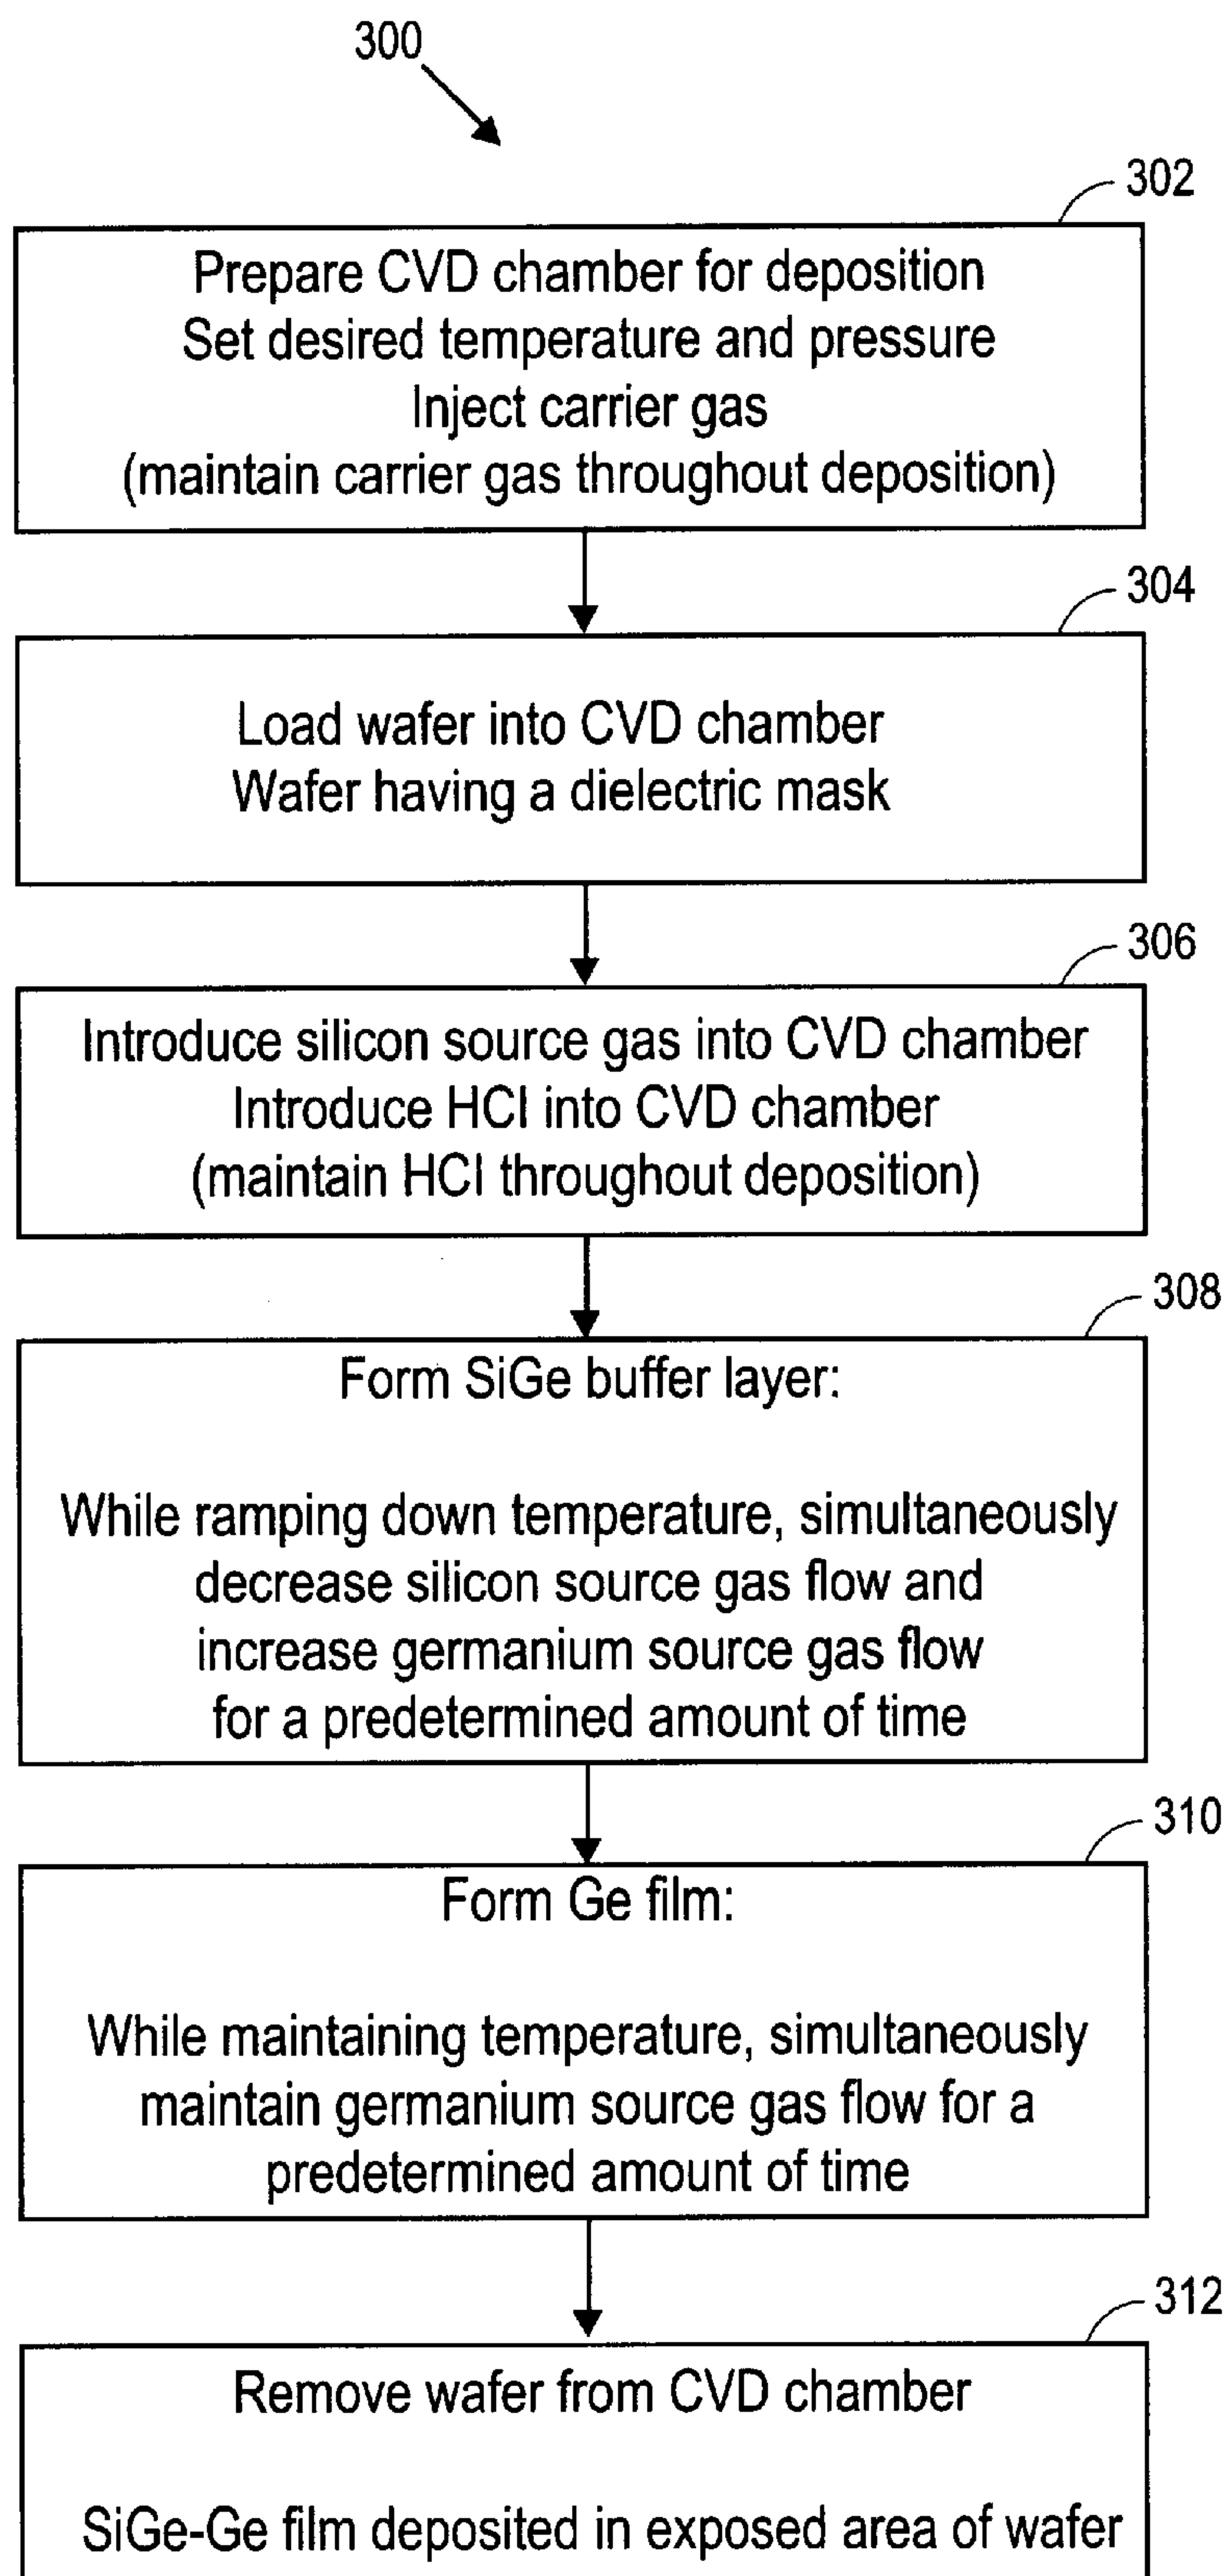 300
302
Prepare CVD chamber for deposition
Set desired temperature and pressure
Inject carrier gas
(maintain carrier gas throughout deposition)
304
Load wafer into CVD chamber
Wafer having a dielectric mask
306
Introduce silicon source gas into CVD chamber
Introduce HCl into CVD chamber
(maintain HCl throughout deposition)
308
Form SiGe buffer layer:
While ramping down temperature, simultaneously
decrease silicon source gas flow and
increase germanium source gas flow
for a predetermined amount of time
310
Form Ge film:
While maintaining temperature, simultaneously
maintain germanium source gas flow for a
predetermined amount of time
312
Remove wafer from CVD chamber
SiGe-Ge film deposited in exposed area of wafer